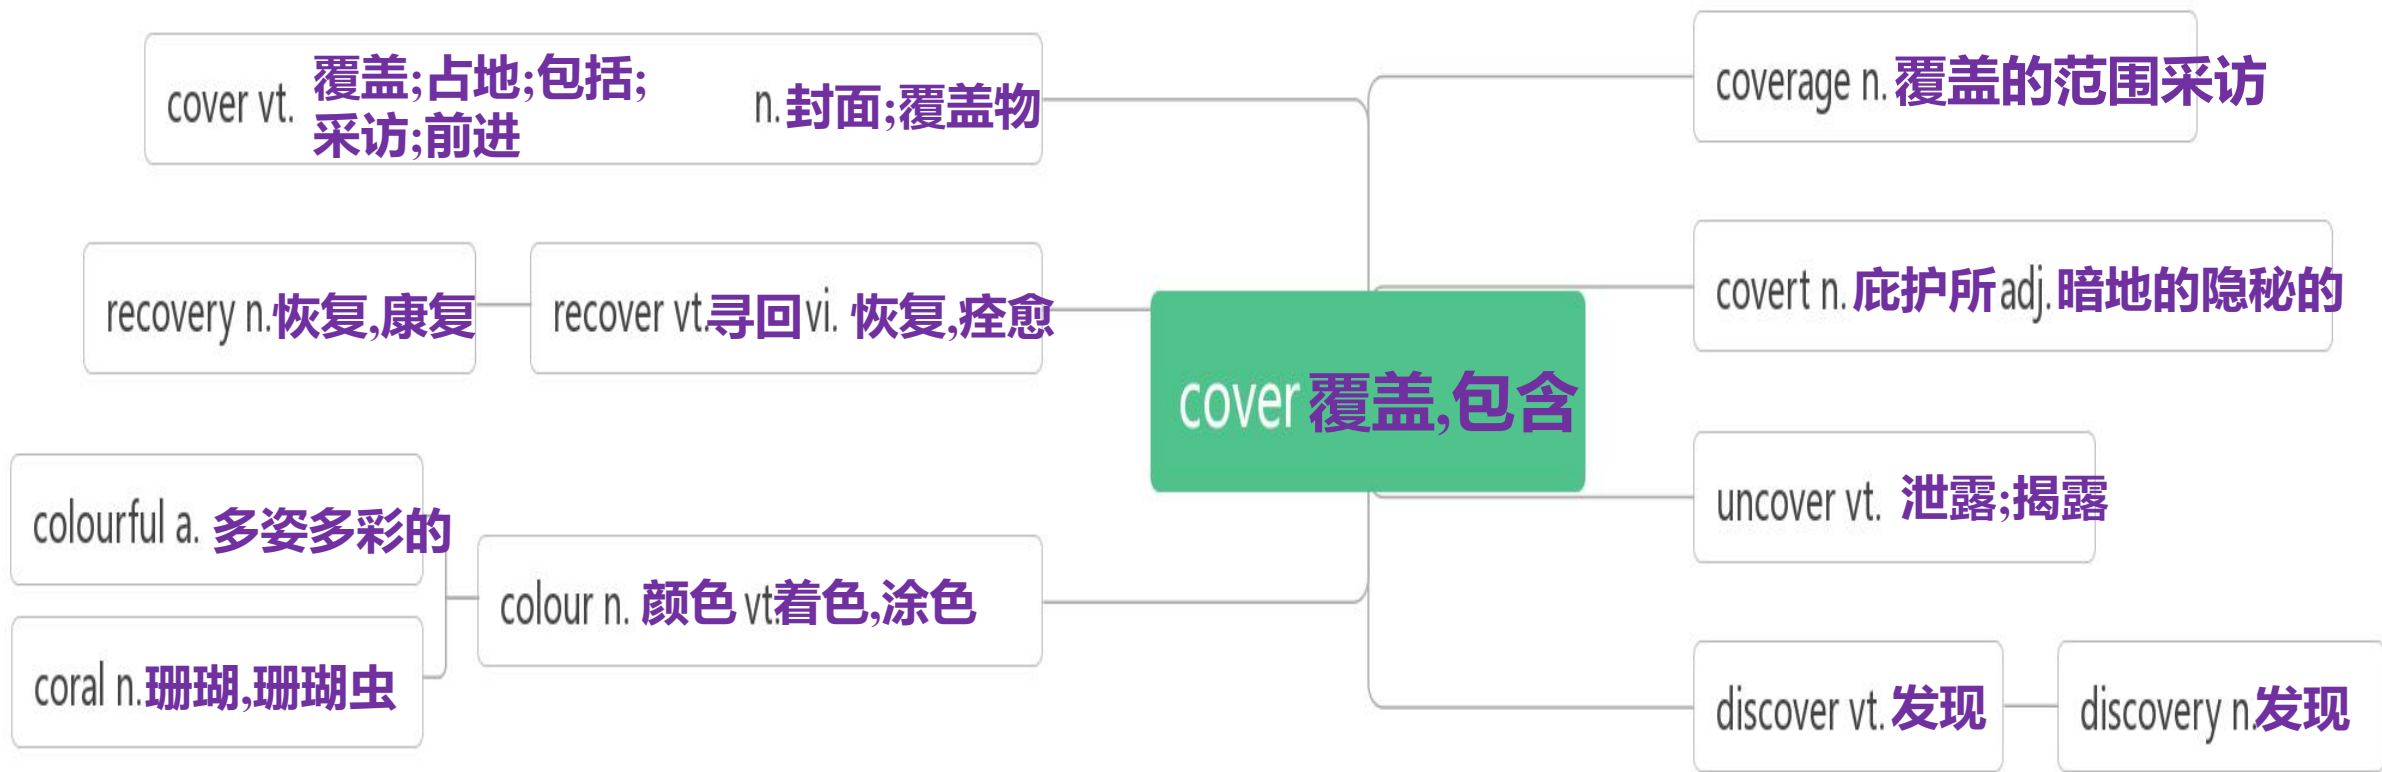 cover vt. 覆盖;占地;包括;
采访;前进
n. 封面;覆盖物
recovery n. 恢复,康复
recover vt. 寻回 vi. 恢复,痊愈
colourful a. 多姿多彩的
colour n. 颜色 vt. 着色,涂色
coral n. 珊瑚,珊瑚虫
cover 覆盖,包含
coverage n. 覆盖的范围采访
covert n. 庇护所 adj. 暗地的隐秘的
uncover vt. 泄露;揭露
discover vt. 发现
discovery n. 发现